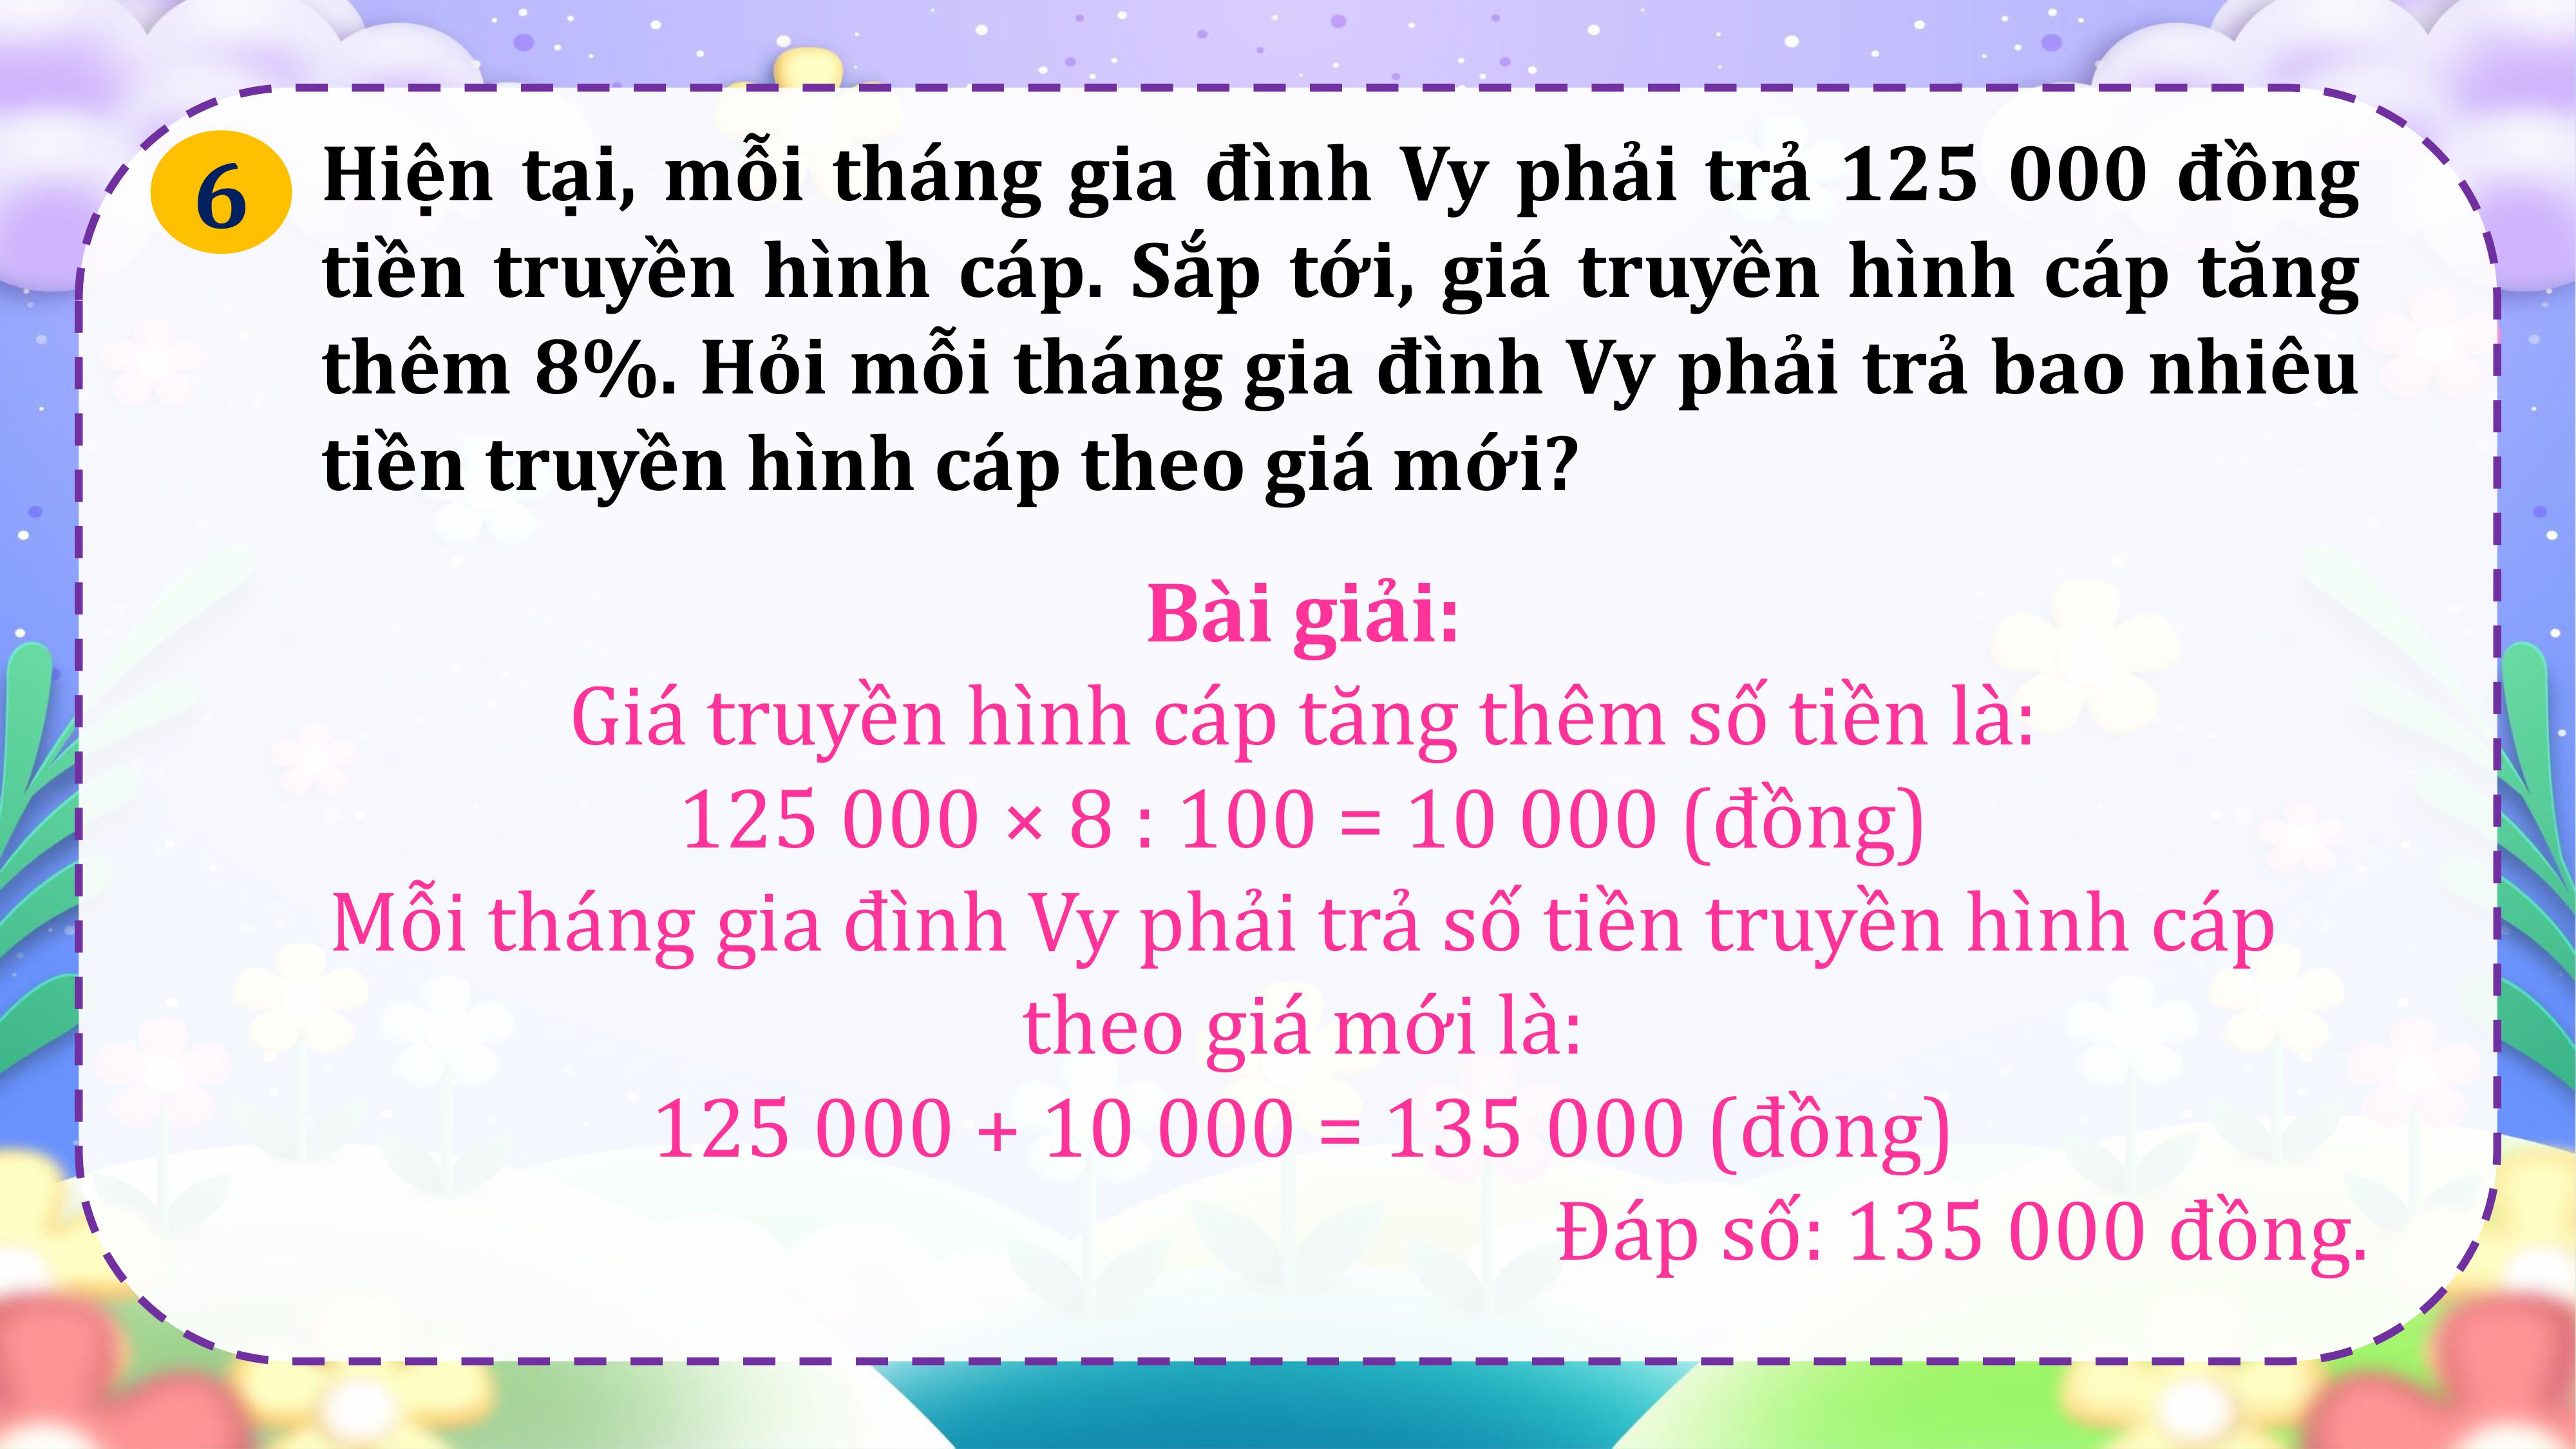 6
Hiện tại, mỗi tháng gia đình Vy phải trả 125 000 đồng
tiền truyền hình cáp. Sắp tới, giá truyền hình cáp tăng
thêm 8%. Hỏi mỗi tháng gia đình Vy phải trả bao nhiêu
tiền truyền hình cáp theo giá mới?
Bài giải:
Giá truyền hình cáp tăng thêm số tiền là:
125 000 × 8 : 100 = 10 000 (đồng)
Mỗi tháng gia đình Vy phải trả số tiền truyền hình cáp
theo giá mới là:
125 000 + 10 000 = 135 000 (đồng)
Đáp số: 135 000 đồng.